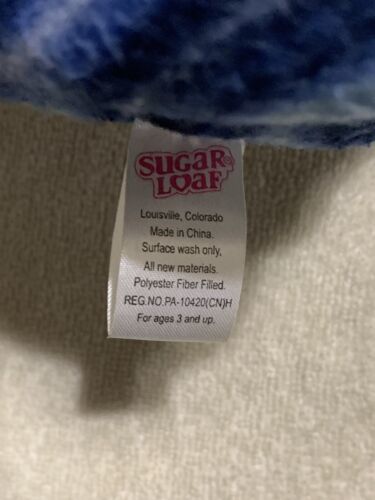 SUGAR®
LOAF
Louisville, Colorado
Made in China.
Surface wash only,
All new materials.
Polyester Fiber Filled.
REG.NO.PA-10420(CN)H
For ages 3 and up.